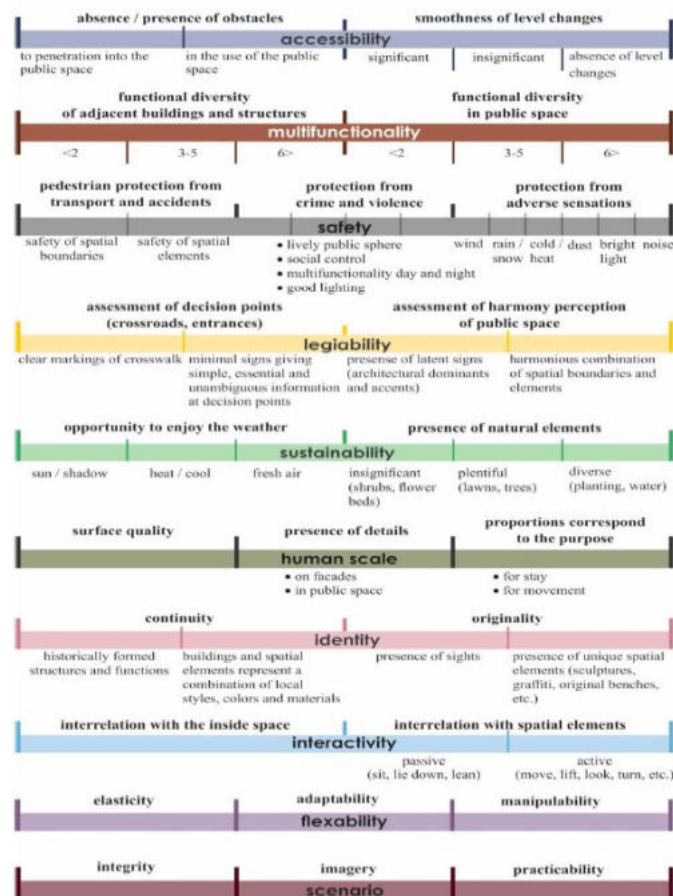 absence / presence of obstacles
smoothness of level changes
accessibility
to penetration into the
public space
in the use of the public
space
significant
insignificant
absence of level
changes
functional diversity
of adjacent buildings and structures
functional diversity
in public space
multifunctionality
<2
3-5
6>
<2
3-5
6>
pedestrian protection from
transport and accidents
protection from
crime and violence
protection from
adverse sensations
safety
safety of spatial
boundaries
safety of spatial
elements
• lively public sphere
• social control
• multifunctionality day and night
• good lighting
wind
rain /
snow
cold /
heat
dust
bright
light
noise
assessment of decision points
(crossroads, entrances)
assessment of harmony perception
of public space
legiability
clear markings of crosswalk
minimal signs giving
simple, essential and
unambiguous information
at decision points
presense of latent signs
(architectural dominants
and accents)
harmonious combination
of spatial boundaries and
elements
opportunity to enjoy the weather
presence of natural elements
sustainability
sun / shadow
heat / cool
fresh air
insignificant
(shrubs, flower
beds)
plentiful
(lawns, trees)
diverse
(planting, water)
surface quality
presence of details
proportions correspond
to the purpose
human scale
• on facades
• in public space
• for stay
• for movement
continuity
originality
identity
historically formed
structures and functions
buildings and spatial
elements represent a
combination of local
styles, colors and materials
presence of sights
presence of unique spatial
elements (sculptures,
graffiti, original benches,
etc.)
interrelation with the inside space
interrelation with spatial elements
interactivity
passive
(sit, lie down, lean)
active
(move, lift, look, turn, etc.)
elasticity
adaptability
manipulability
flexability
integrity
imagery
practicability
scenario